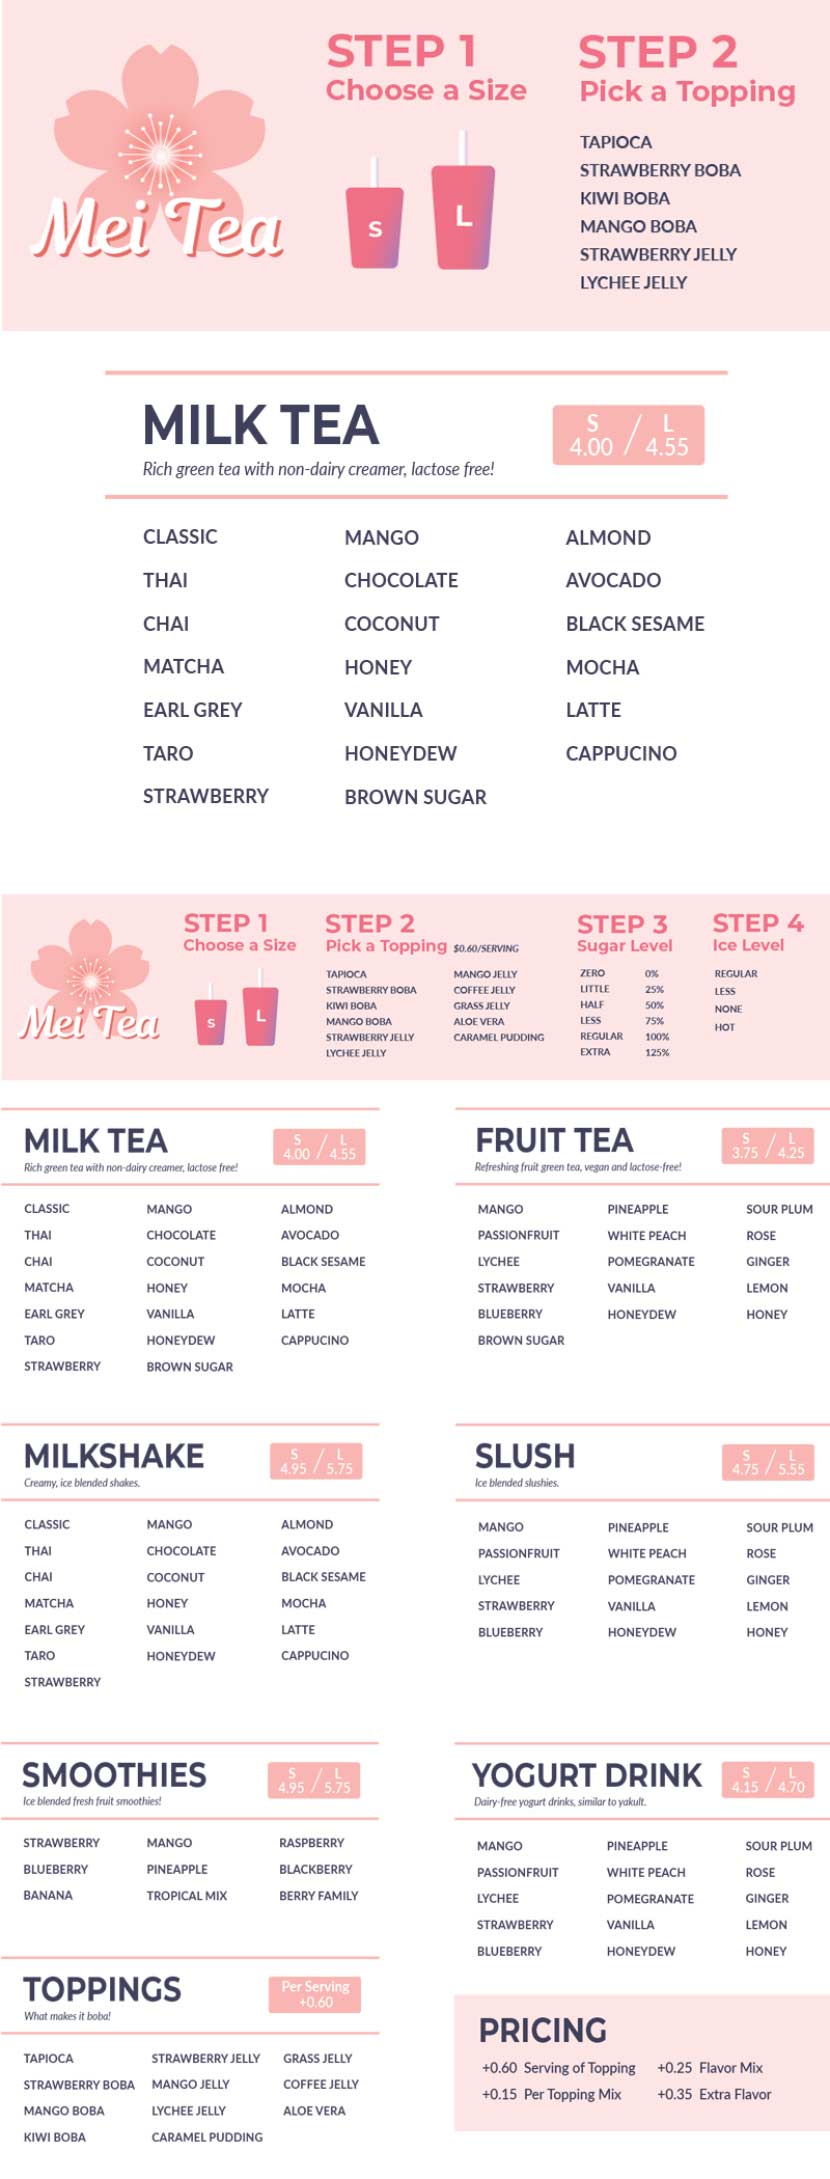 Mei Tea
STEP 1
Choose a Size
S
L
STEP 2
Pick a Topping
TAPIOCA
STRAWBERRY BOBA
KIWI BOBA
MANGO BOBA
STRAWBERRY JELLY
LYCHEE JELLY
MILK TEA
Rich green tea with non-dairy creamer, lactose free!
S / L
4.00 / 4.55
CLASSIC
THAI
CHAI
MATCHA
EARL GREY
TARO
STRAWBERRY
MANGO
CHOCOLATE
COCONUT
HONEY
VANILLA
HONEYDEW
BROWN SUGAR
ALMOND
AVOCADO
BLACK SESAME
MOCHA
LATTE
CAPPUCINO
Mei Tea
STEP 1
Choose a Size
S
L
STEP 2
Pick a Topping $0.60/SERVING
TAPIOCA
STRAWBERRY BOBA
KIWI BOBA
MANGO BOBA
STRAWBERRY JELLY
LYCHEE JELLY
MANGO JELLY
COFFEE JELLY
GRASS JELLY
ALOE VERA
CARAMEL PUDDING
STEP 3
Sugar Level
ZERO 0%
LITTLE 25%
HALF 50%
LESS 75%
REGULAR 100%
EXTRA 125%
STEP 4
Ice Level
REGULAR
LESS
NONE
HOT
MILK TEA
Rich green tea with non-dairy creamer, lactose free!
S / L
4.00 / 4.55
CLASSIC
THAI
CHAI
MATCHA
EARL GREY
TARO
STRAWBERRY
MANGO
CHOCOLATE
COCONUT
HONEY
VANILLA
HONEYDEW
BROWN SUGAR
ALMOND
AVOCADO
BLACK SESAME
MOCHA
LATTE
CAPPUCINO
FRUIT TEA
Refreshing fruit green tea, vegan and lactose-free!
S / L
3.75 / 4.25
MANGO
PASSIONFRUIT
LYCHEE
STRAWBERRY
BLUEBERRY
BROWN SUGAR
PINEAPPLE
WHITE PEACH
POMEGRANATE
VANILLA
HONEYDEW
SOUR PLUM
ROSE
GINGER
LEMON
HONEY
MILKSHAKE
Creamy, ice blended shakes.
S / L
4.95 / 5.75
CLASSIC
THAI
CHAI
MATCHA
EARL GREY
TARO
STRAWBERRY
MANGO
CHOCOLATE
COCONUT
HONEY
VANILLA
HONEYDEW
ALMOND
AVOCADO
BLACK SESAME
MOCHA
LATTE
CAPPUCINO
SLUSH
Ice blended slushies.
S / L
4.75 / 5.55
MANGO
PASSIONFRUIT
LYCHEE
STRAWBERRY
BLUEBERRY
PINEAPPLE
WHITE PEACH
POMEGRANATE
VANILLA
HONEYDEW
SOUR PLUM
ROSE
GINGER
LEMON
HONEY
SMOOTHIES
Ice blended fresh fruit smoothies!
S / L
4.95 / 5.75
STRAWBERRY
BLUEBERRY
BANANA
MANGO
PINEAPPLE
TROPICAL MIX
RASPBERRY
BLACKBERRY
BERRY FAMILY
YOGURT DRINK
Dairy-free yogurt drinks, similar to yakult.
S / L
4.15 / 4.70
MANGO
PASSIONFRUIT
LYCHEE
STRAWBERRY
BLUEBERRY
PINEAPPLE
WHITE PEACH
POMEGRANATE
VANILLA
HONEYDEW
SOUR PLUM
ROSE
GINGER
LEMON
HONEY
TOPPINGS
What makes it boba!
Per Serving
+0.60
TAPIOCA
STRAWBERRY BOBA
MANGO BOBA
KIWI BOBA
STRAWBERRY JELLY
MANGO JELLY
LYCHEE JELLY
CARAMEL PUDDING
GRASS JELLY
COFFEE JELLY
ALOE VERA
PRICING
+0.60 Serving of Topping
+0.15 Per Topping Mix
+0.25 Flavor Mix
+0.35 Extra Flavor